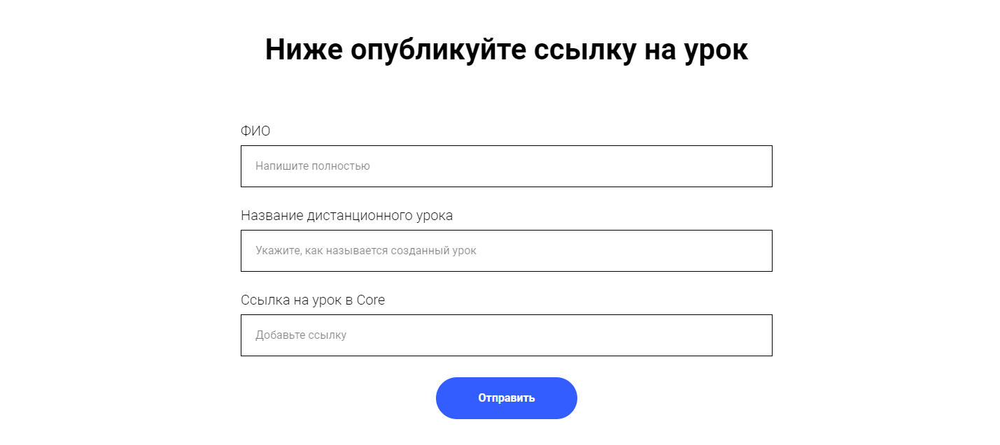 Ниже опубликуйте ссылку на урок
ФИО
Напишите полностью
Название дистанционного урока
Укажите, как называется созданный урок
Ссылка на урок в Core
Добавьте ссылку
Отправить